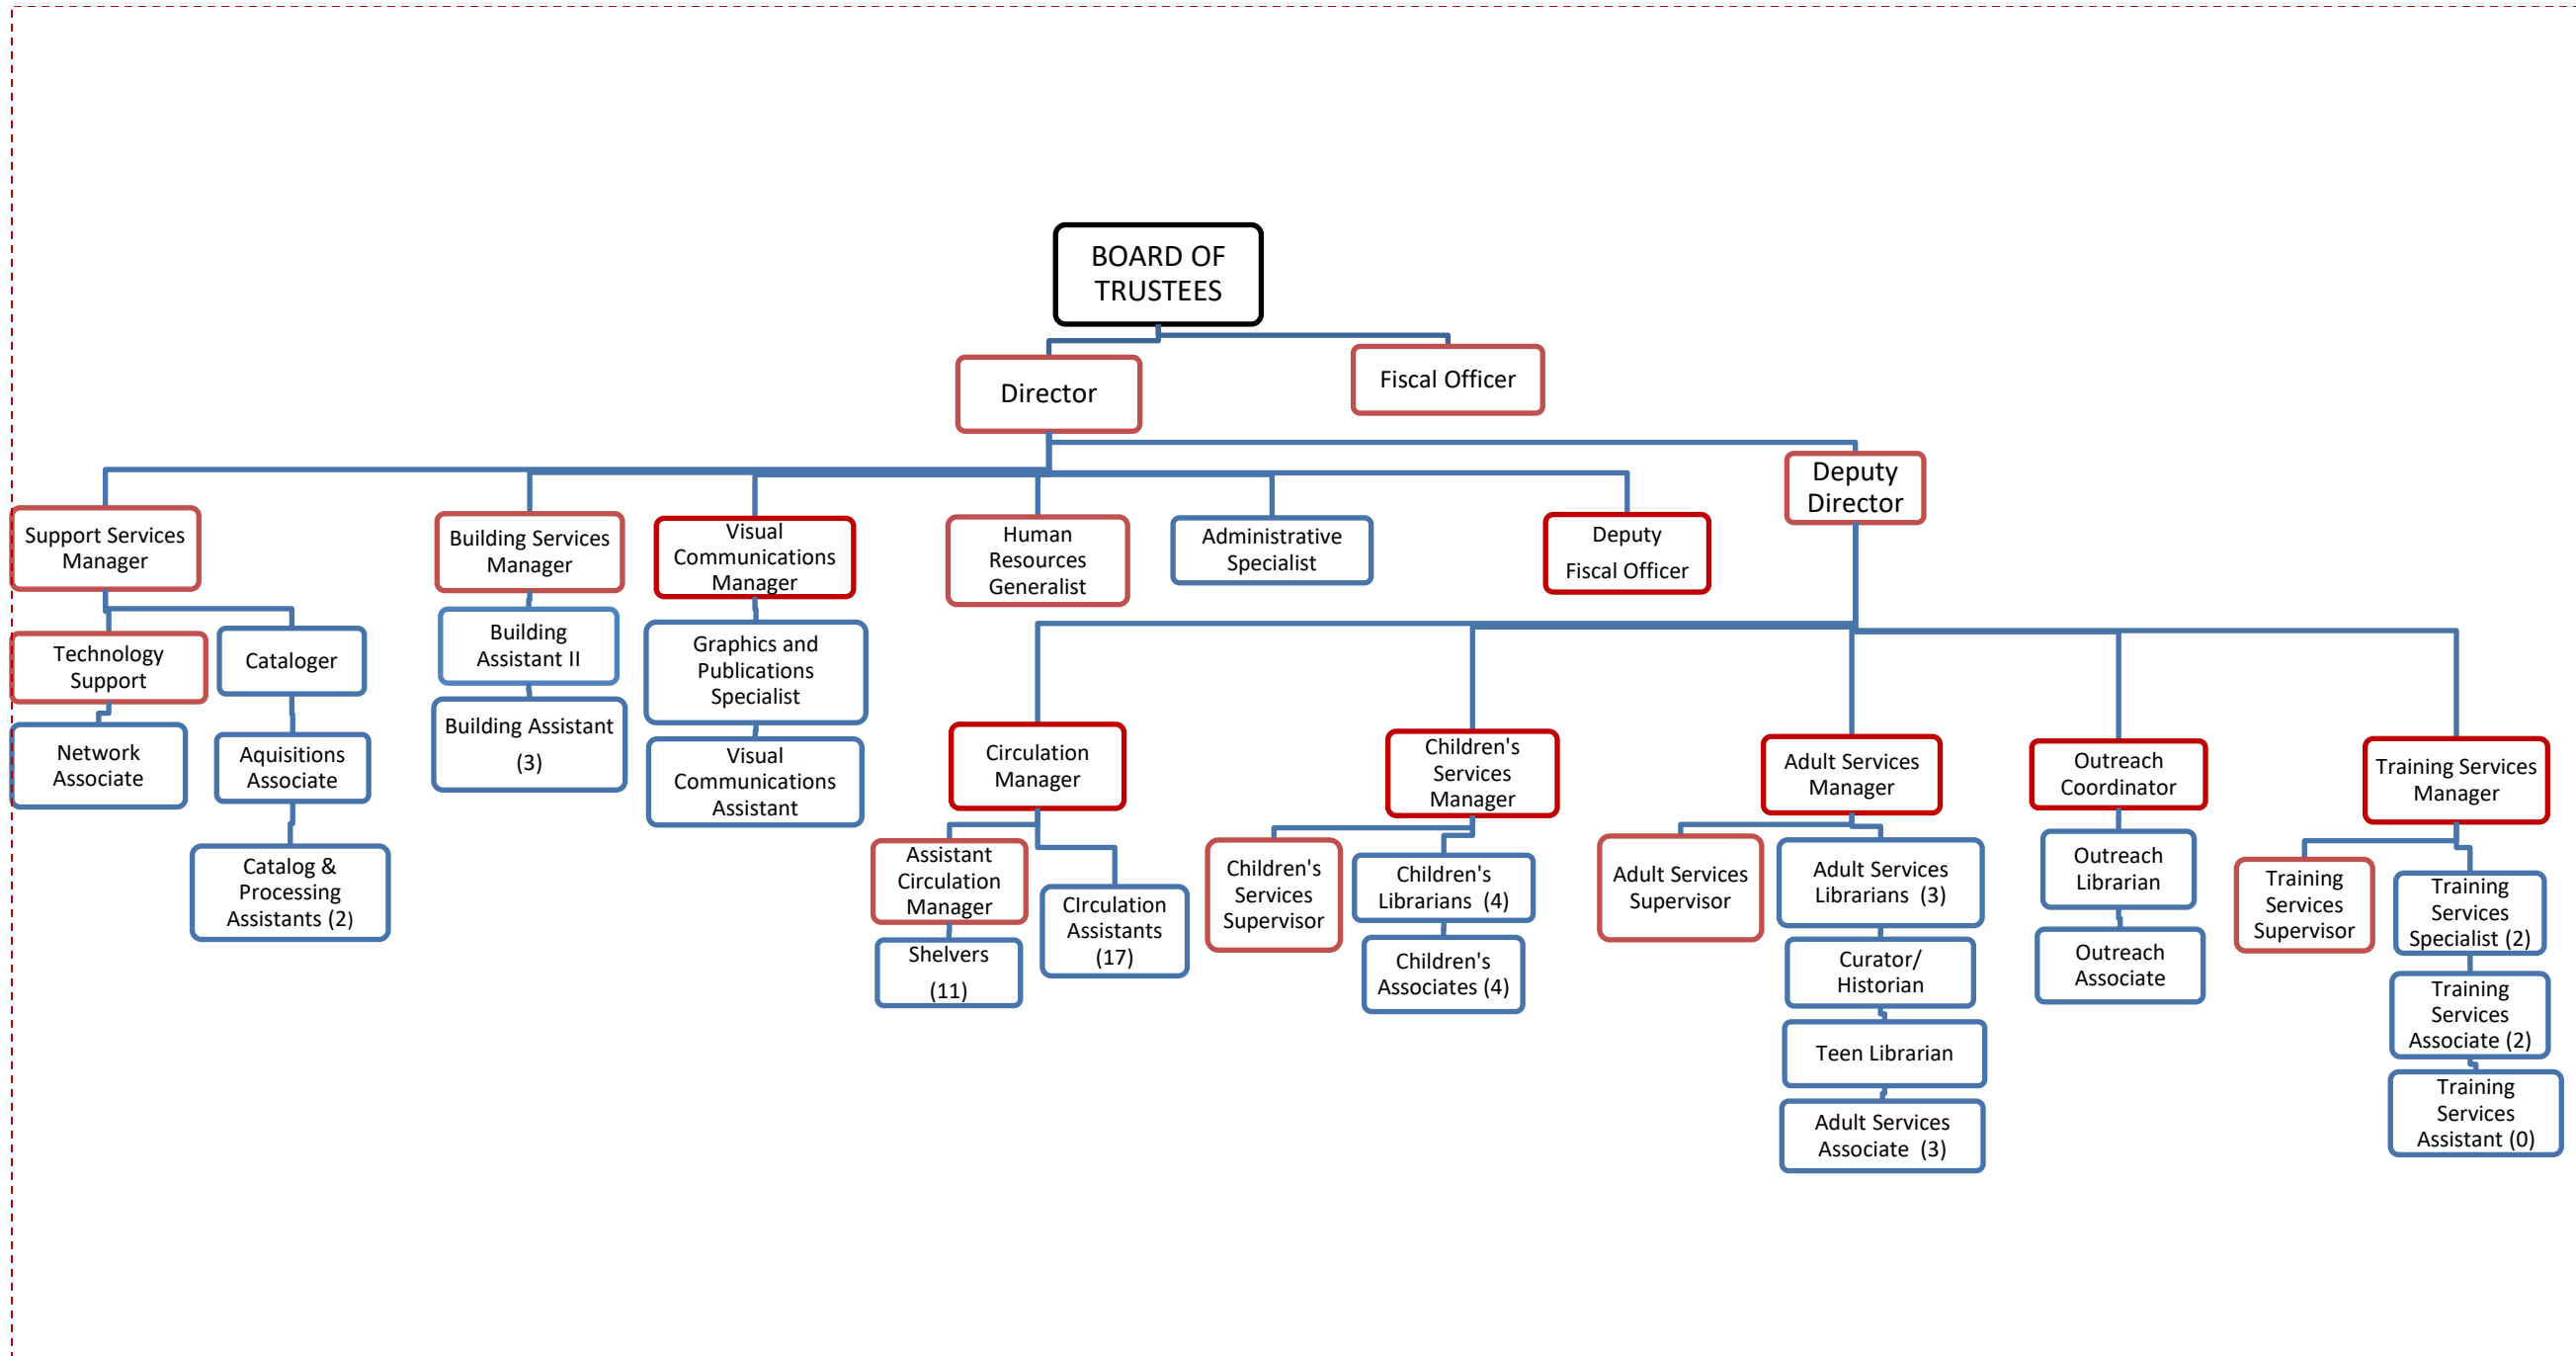 BOARD OF
TRUSTEES
Director
Fiscal Officer
Deputy
Director
Support Services
Manager
Building Services
Manager
Visual
Communications
Manager
Human
Resources
Generalist
Administrative
Specialist
Deputy
Fiscal Officer
Technology
Support
Cataloger
Building
Assistant II
Graphics and
Publications
Specialist
Network
Associate
Aquisitions
Associate
Building Assistant
(3)
Visual
Communications
Assistant
Catalog &
Processing
Assistants (2)
Circulation
Manager
Children's
Services
Manager
Adult Services
Manager
Outreach
Coordinator
Training Services
Manager
Assistant
Circulation
Manager
CIrculation
Assistants
(17)
Shelvers
(11)
Children's
Services
Supervisor
Children's
Librarians (4)
Children's
Associates (4)
Adult Services
Supervisor
Adult Services
Librarians (3)
Curator/
Historian
Teen Librarian
Adult Services
Associate (3)
Outreach
Librarian
Outreach
Associate
Training
Services
Supervisor
Training
Services
Specialist (2)
Training
Services
Associate (2)
Training
Services
Assistant (0)